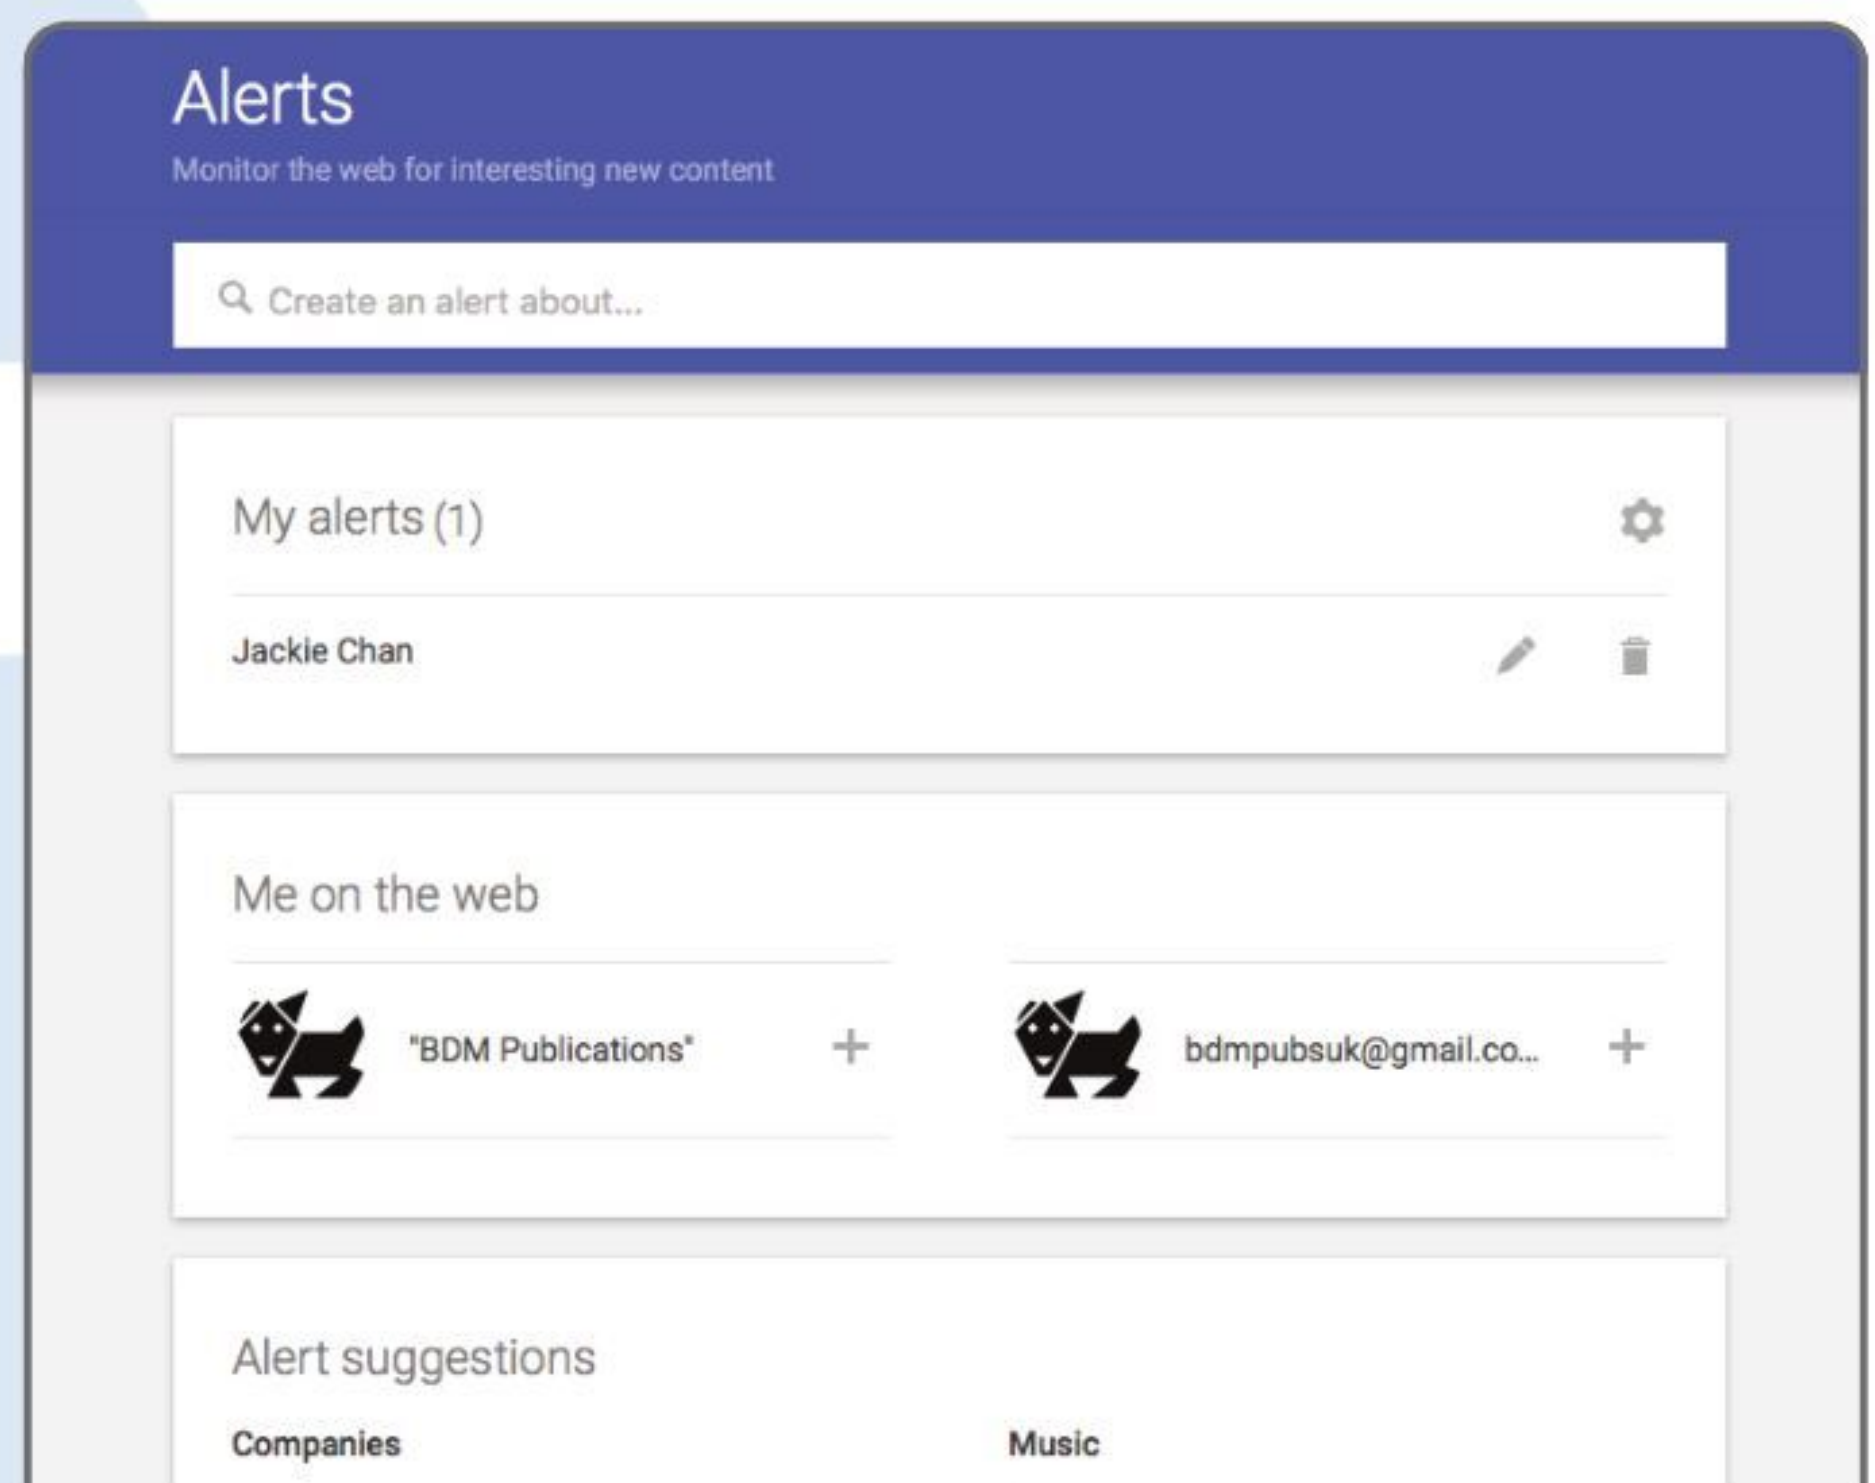 Alerts
Monitor the web for interesting new content
Create an alert about...
My alerts (1)
Jackie Chan
Me on the web
"BDM Publications"
bdmpubsuk@gmail.co...
Alert suggestions
Companies
Music